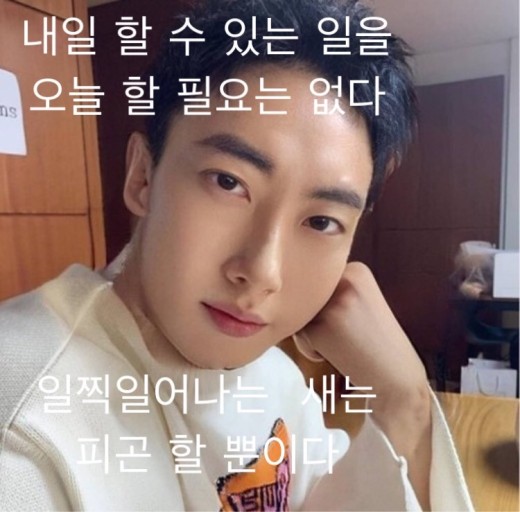 내일 할 수 있는 일을
오늘 할 필요는 없다
ns
일찍일어나는 새는
피곤 할 뿐이다